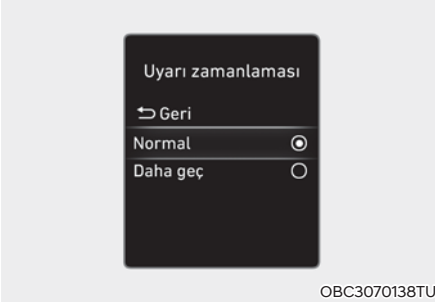 Uyarı zamanlaması
Geri
Normal
Daha geç
OBC3070138TU